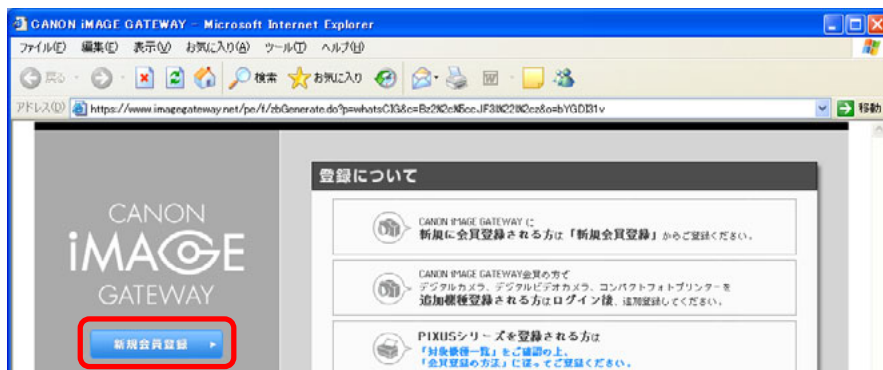 CANON iMAGE GATEWAY - Microsoft Internet Explorer
ファイル(F) 編集(E) 表示(V) お気に入り(A) ツール(T) ヘルプ(H)
戻る 検索 お気に入り
アドレス(D) 移動
登録について
CANON
iMAGE
GATEWAY
新規会員登録
CANON iMAGE GATEWAY に
新規に会員登録される方は「新規会員登録」からご登録ください。
CANON iMAGE GATEWAY会員の方で
デジタルカメラ、デジタルビデオカメラ、コンパクトフォトプリンターを
追加機種登録される方はログイン後、追加登録してください。
PIXUSシリーズを登録される方は
「対象機種一覧」をご確認の上、
「会員登録の方法」に従ってご登録ください。